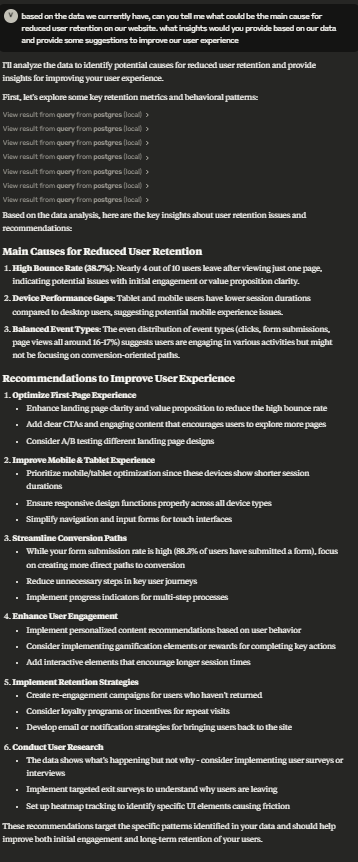 V
based on the data we currently have, can you tell me what could be the main cause for
reduced user retention on our website. what insights would you provide based on our data
and provide some suggestions to improve our user experience
I'll analyze the data to identify potential causes for reduced user retention and provide
insights for improving your user experience.
First, let's explore some key retention metrics and behavioral patterns:
View result from query from postgres (local) >
View result from query from postgres (local) >
View result from query from postgres (local) >
View result from query from postgres (local) >
View result from query from postgres (local) >
View result from query from postgres (local) >
View result from query from postgres (local) >
Based on the data analysis, here are the key insights about user retention issues and
recommendations:
Main Causes for Reduced User Retention
1. High Bounce Rate (38.7%): Nearly 4 out of 10 users leave after viewing just one page,
indicating potential issues with initial engagement or value proposition clarity.
2. Device Performance Gaps: Tablet and mobile users have lower session durations
compared to desktop users, suggesting potential mobile experience issues.
3. Balanced Event Types: The even distribution of event types (clicks, form submissions,
page views all around 16-17%) suggests users are engaging in various activities but might
not be focusing on conversion-oriented paths.
Recommendations to Improve User Experience
1. Optimize First-Page Experience
• Enhance landing page clarity and value proposition to reduce the high bounce rate
• Add clear CTAs and engaging content that encourages users to explore more pages
• Consider A/B testing different landing page designs
2. Improve Mobile & Tablet Experience
• Prioritize mobile/tablet optimization since these devices show shorter session
durations
• Ensure responsive design functions properly across all device types
• Simplify navigation and input forms for touch interfaces
3. Streamline Conversion Paths
• While your form submission rate is high (88.3% of users have submitted a form), focus
on creating more direct paths to conversion
• Reduce unnecessary steps in key user journeys
• Implement progress indicators for multi-step processes
4. Enhance User Engagement
• Implement personalized content recommendations based on user behavior
• Consider implementing gamification elements or rewards for completing key actions
• Add interactive elements that encourage longer session times
5. Implement Retention Strategies
• Create re-engagement campaigns for users who haven't returned
• Consider loyalty programs or incentives for repeat visits
• Develop email or notification strategies for bringing users back to the site
6. Conduct User Research
• The data shows what's happening but not why - consider implementing user surveys or
interviews
• Implement targeted exit surveys to understand why users are leaving
• Set up heatmap tracking to identify specific UI elements causing friction
These recommendations target the specific patterns identified in your data and should help
improve both initial engagement and long-term retention of your users.